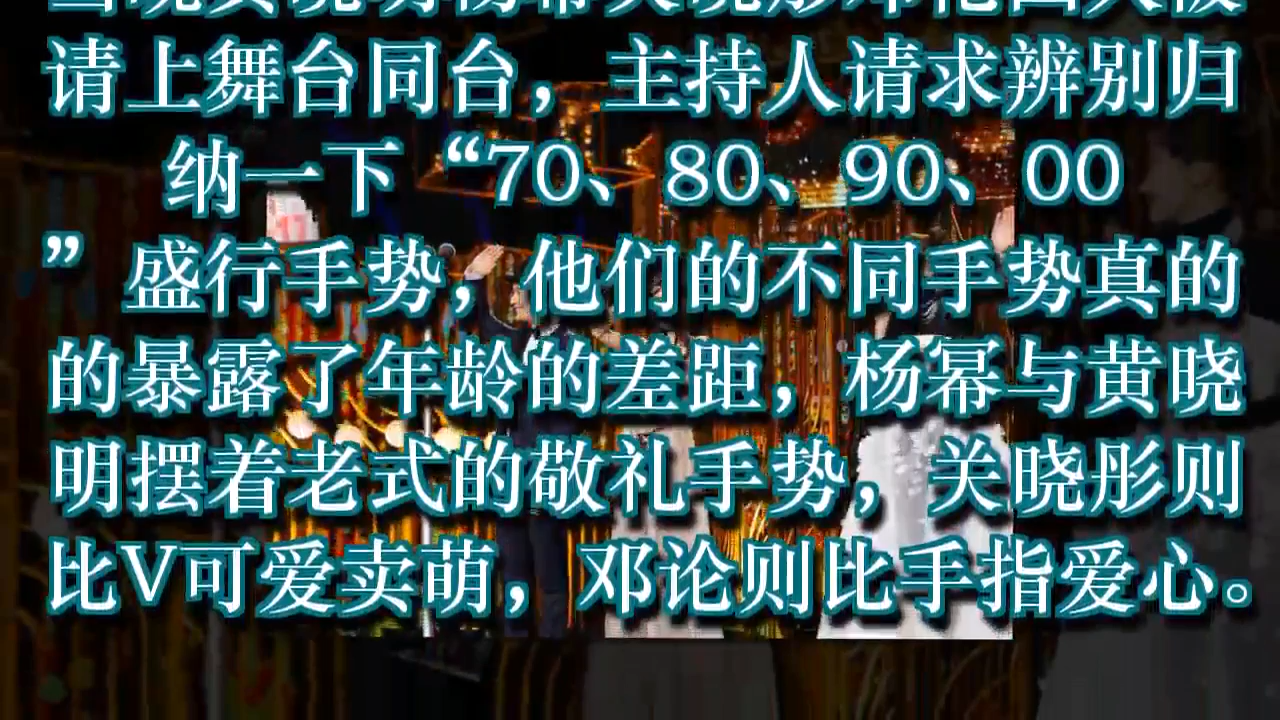 请上舞台同台，主持人请求辨别归
纳一下“70、80、90、00
”盛行手势，他们的不同手势真的
的暴露了年龄的差距，杨幂与黄晓
明摆着老式的敬礼手势，关晓彤则
比V可爱卖萌，邓论则比手指爱心。